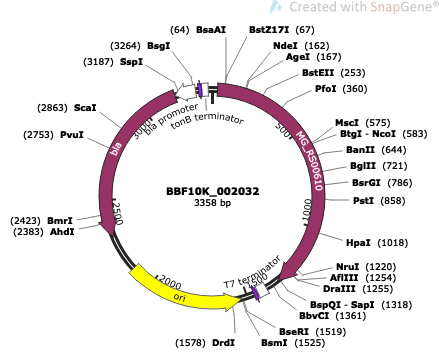 Created with SnapGene®
(64) BsaAI
BstZ17I (67)
(3264) BsgI
NdeI (162)
(3187) SspI
AgeI (167)
BstEII (253)
PfoI (360)
(2863) ScaI
(2753) PvuI
MscI (575)
BtgI - NcoI (583)
BanII (644)
BglII (721)
BsrGI (786)
PstI (858)
HpaI (1018)
(2423) BmrI
(2383) AhdI
NruI (1220)
AflIII (1254)
DraIII (1255)
BspQI - SapI (1318)
BbvCI (1361)
BseRI (1519)
BsmI (1525)
(1578) DrdI
bla promoter
tonB terminator
bla
MG_RS00610
T7 terminator
ori
500
1000
1500
2000
2500
3000
BBF10K_002032
3358 bp